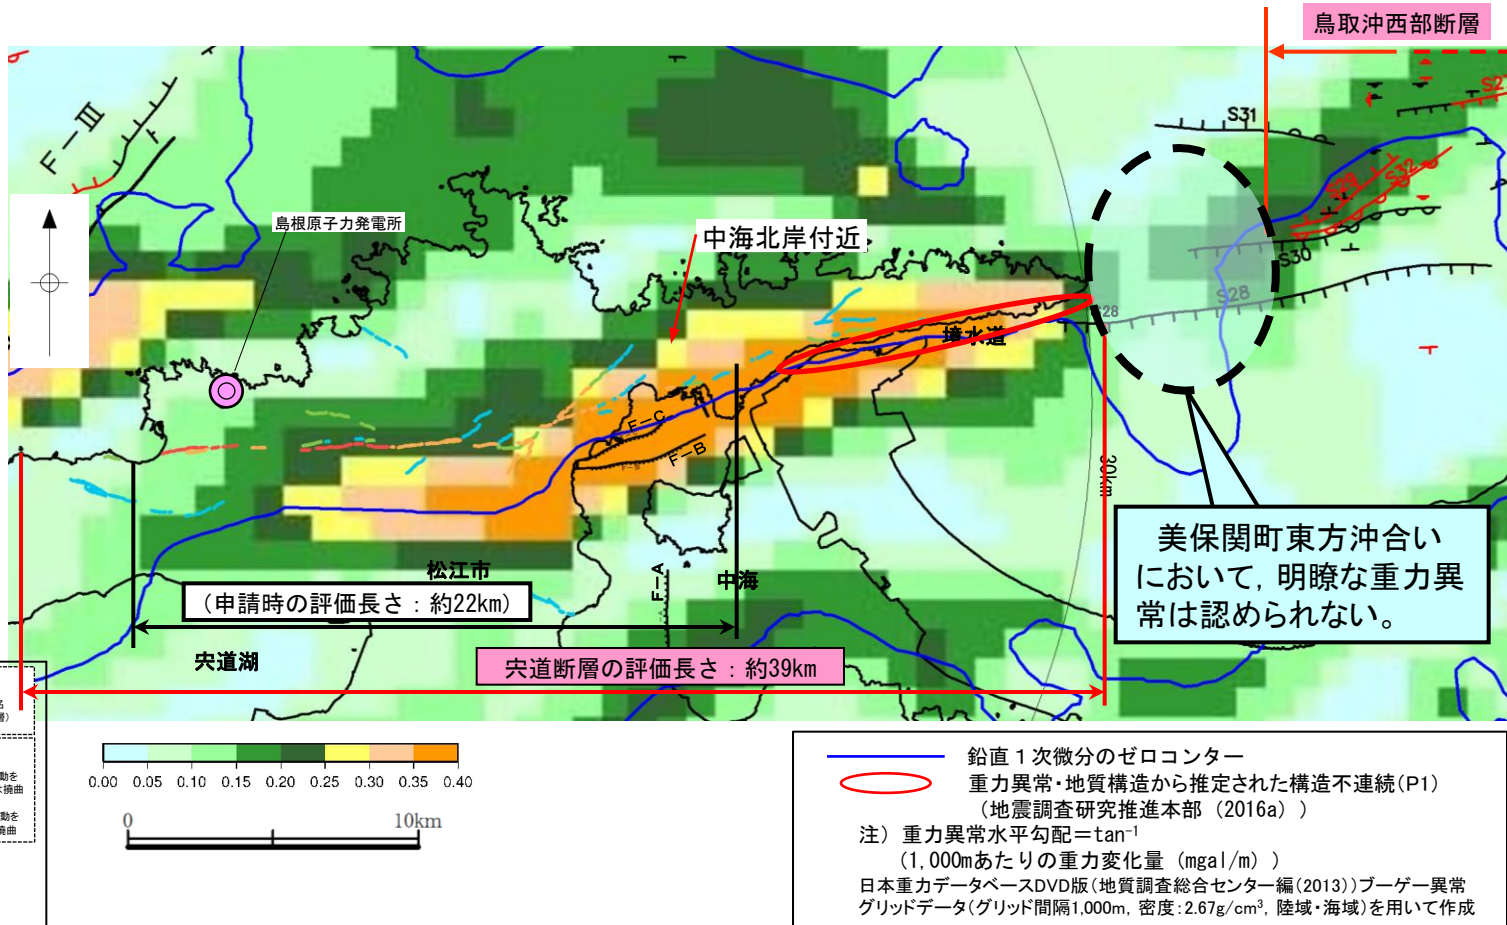 鳥取沖西部断層
F－Ⅲ
S27
S31
S29
S32
S30
S28
S28
島根原子力発電所
中海北岸付近
境水道
F－C
F－B
F－A
30km
美保関町東方沖合い
において，明瞭な重力異
常は認められない。
松江市
中海
（申請時の評価長さ：約22km）
宍道湖
宍道断層の評価長さ：約39km
動を
撓曲
動を
撓曲
0.00 0.05 0.10 0.15 0.20 0.25 0.30 0.35 0.40
0 10km
鉛直１次微分のゼロコンター
重力異常・地質構造から推定された構造不連続(P1)
（地震調査研究推進本部（2016a））
注）重力異常水平勾配＝tan⁻¹
（1,000mあたりの重力変化量（mgal/m））
日本重力データベースDVD版(地質調査総合センター編(2013))ブーゲー異常
グリッドデータ(グリッド間隔1,000m, 密度:2.67g/cm³, 陸域・海域)を用いて作成